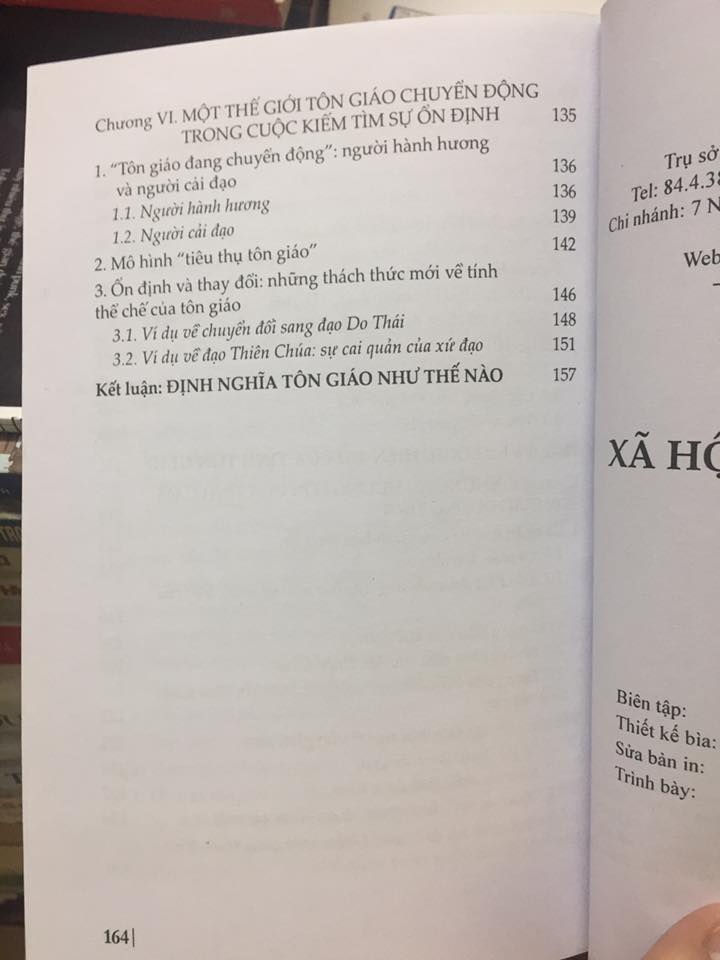 Chương VI. MỘT THẾ GIỚI TÔN GIÁO CHUYỂN ĐỘNG
TRONG CUỘC KIẾM TÌM SỰ ỔN ĐỊNH 135
1. “Tôn giáo đang chuyển động”: người hành hương
và người cải đạo 136
1.1. Người hành hương 136
1.2. Người cải đạo 139
2. Mô hình “tiêu thụ tôn giáo” 142
3. Ổn định và thay đổi: những thách thức mới về tính
thể chế của tôn giáo 146
3.1. Ví dụ về chuyển đổi sang đạo Do Thái 148
3.2. Ví dụ về đạo Thiên Chúa: sự cai quản của xứ đạo 151
Kết luận: ĐỊNH NGHĨA TÔN GIÁO NHƯ THẾ NÀO 157
164|
Trụ sở
Tel: 84.4.38
Chi nhánh: 7 N
Web
XÃ HỘ
Biên tập:
Thiết kế bìa:
Sửa bản in:
Trình bày: